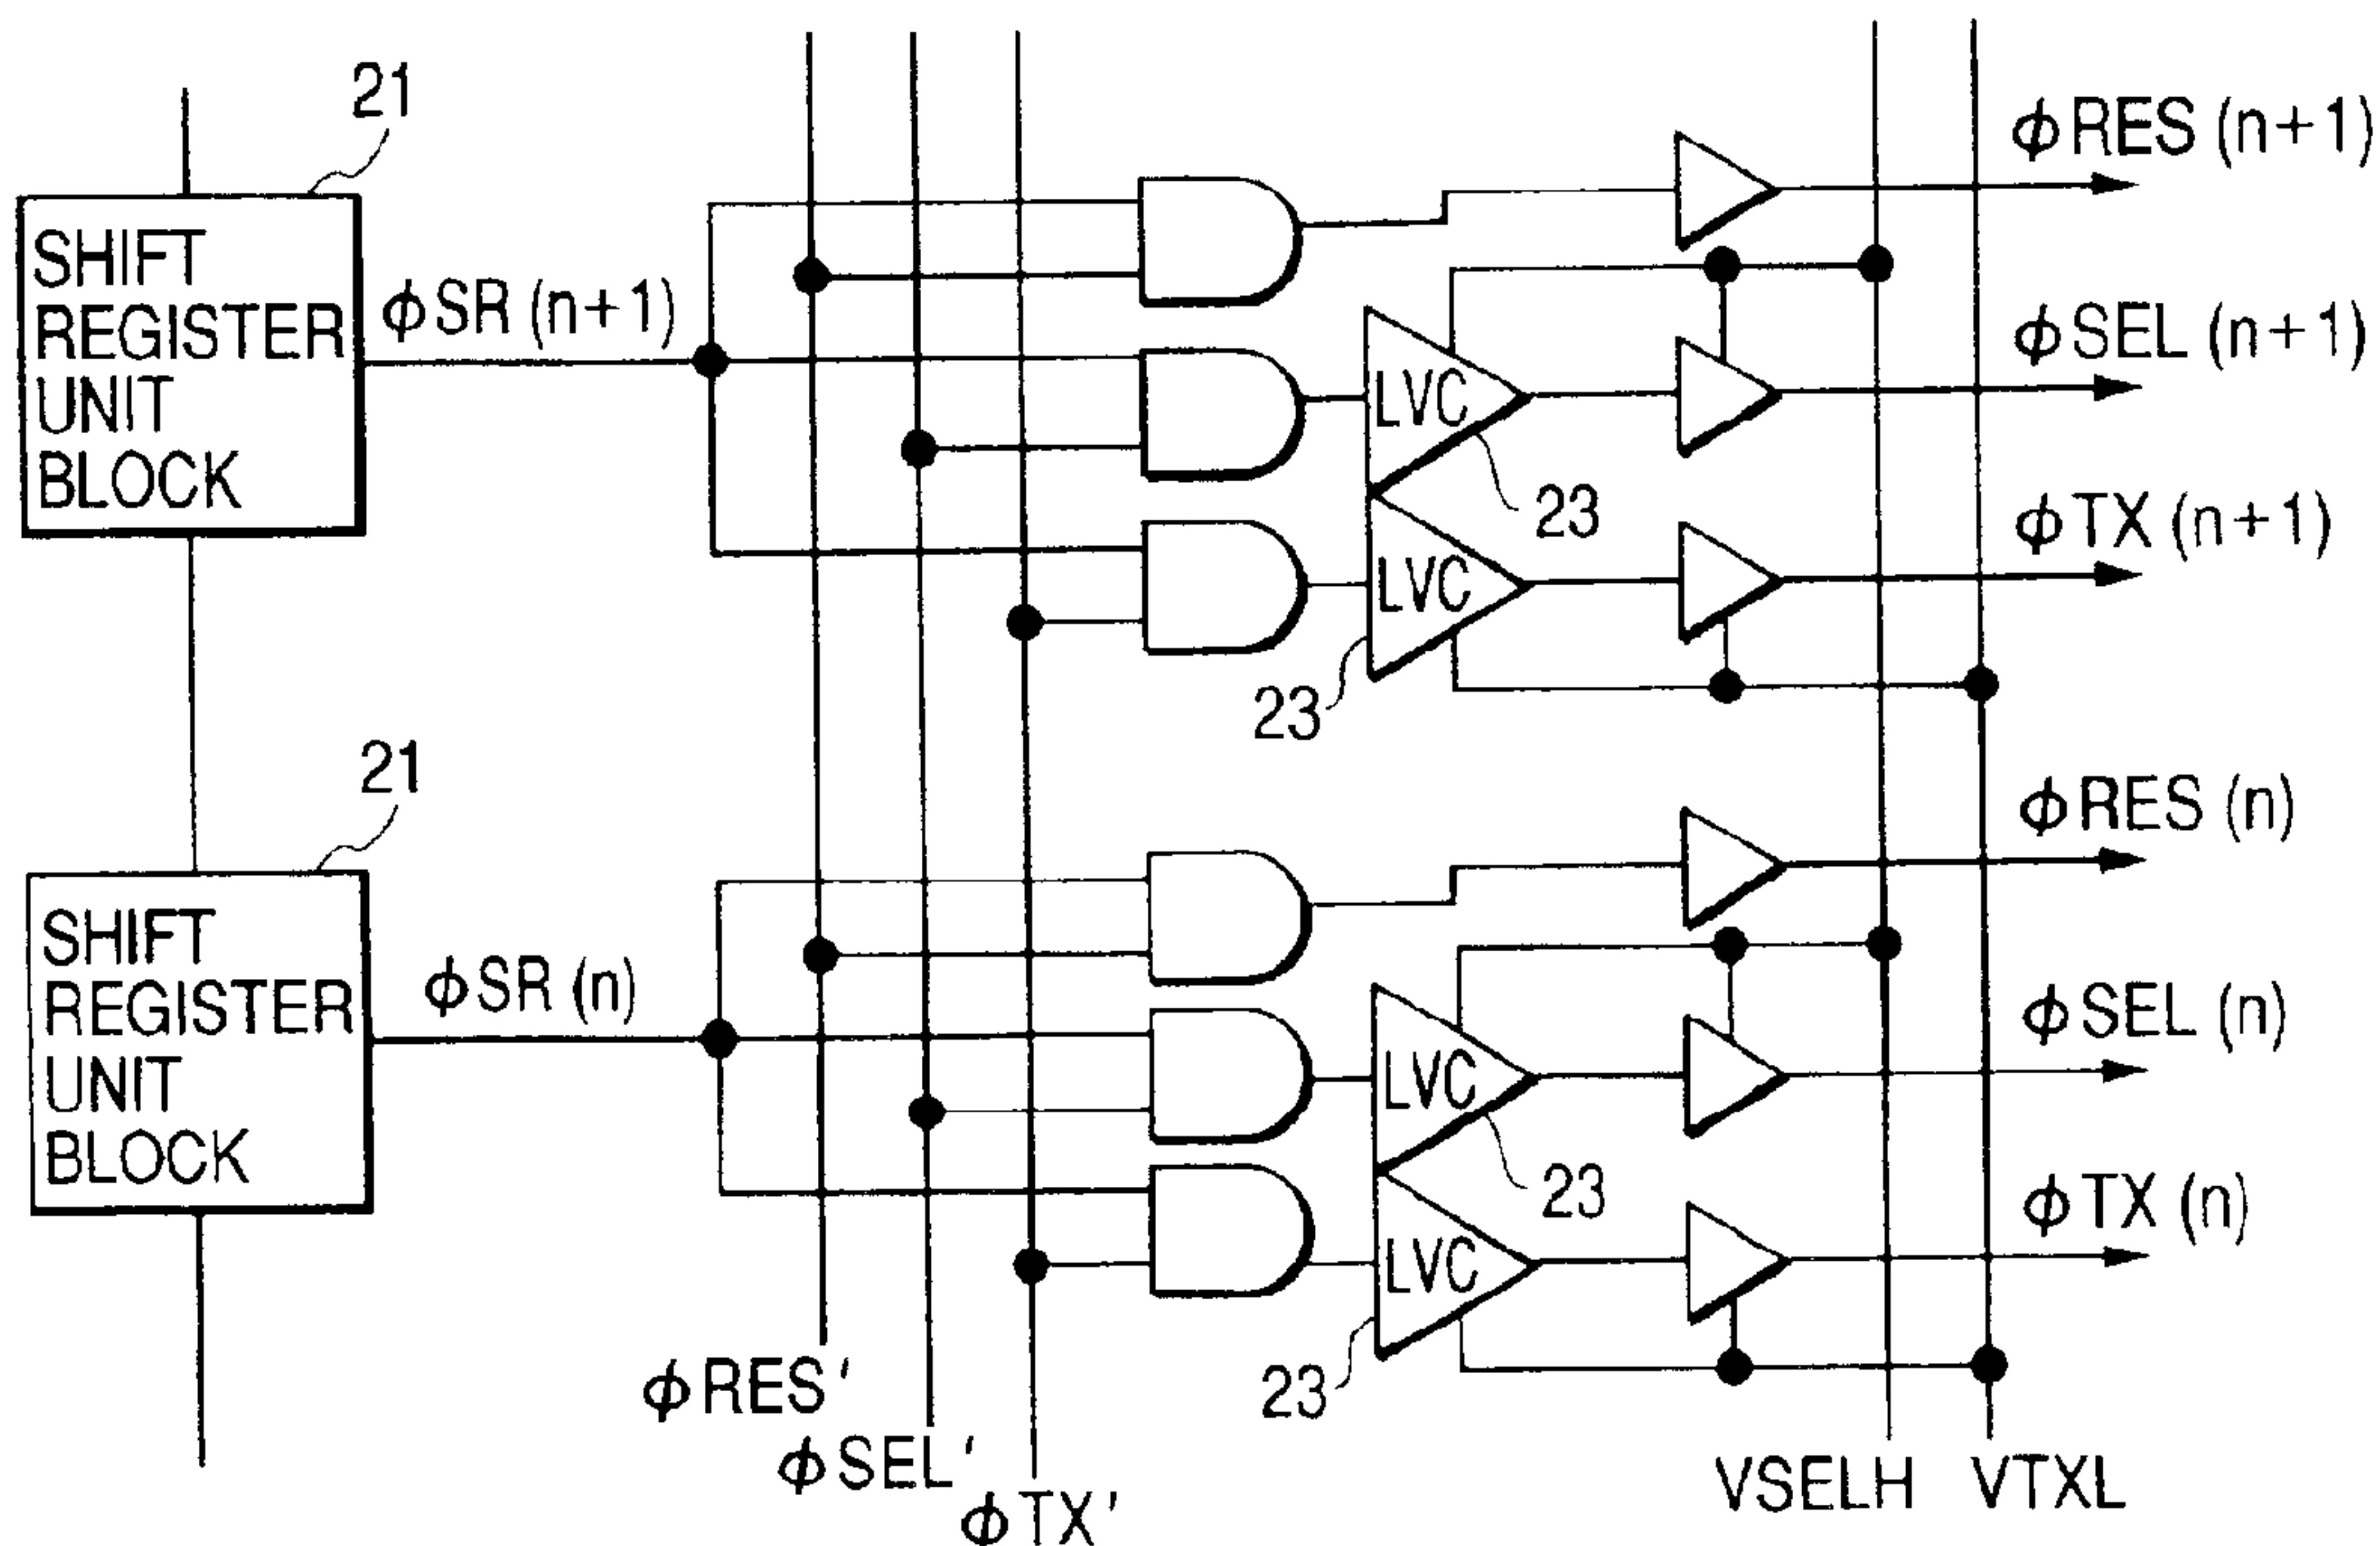 21
SHIFT
REGISTER
UNIT
BLOCK
ϕSR (n+1)
LVC
23
LVC
23
ϕRES (n+1)
ϕSEL (n+1)
ϕTX (n+1)
21
SHIFT
REGISTER
UNIT
BLOCK
ϕSR (n)
LVC
23
LVC
23
ϕRES (n)
ϕSEL (n)
ϕTX (n)
ϕRES'
ϕSEL'
ϕTX'
VSELH
VTXL